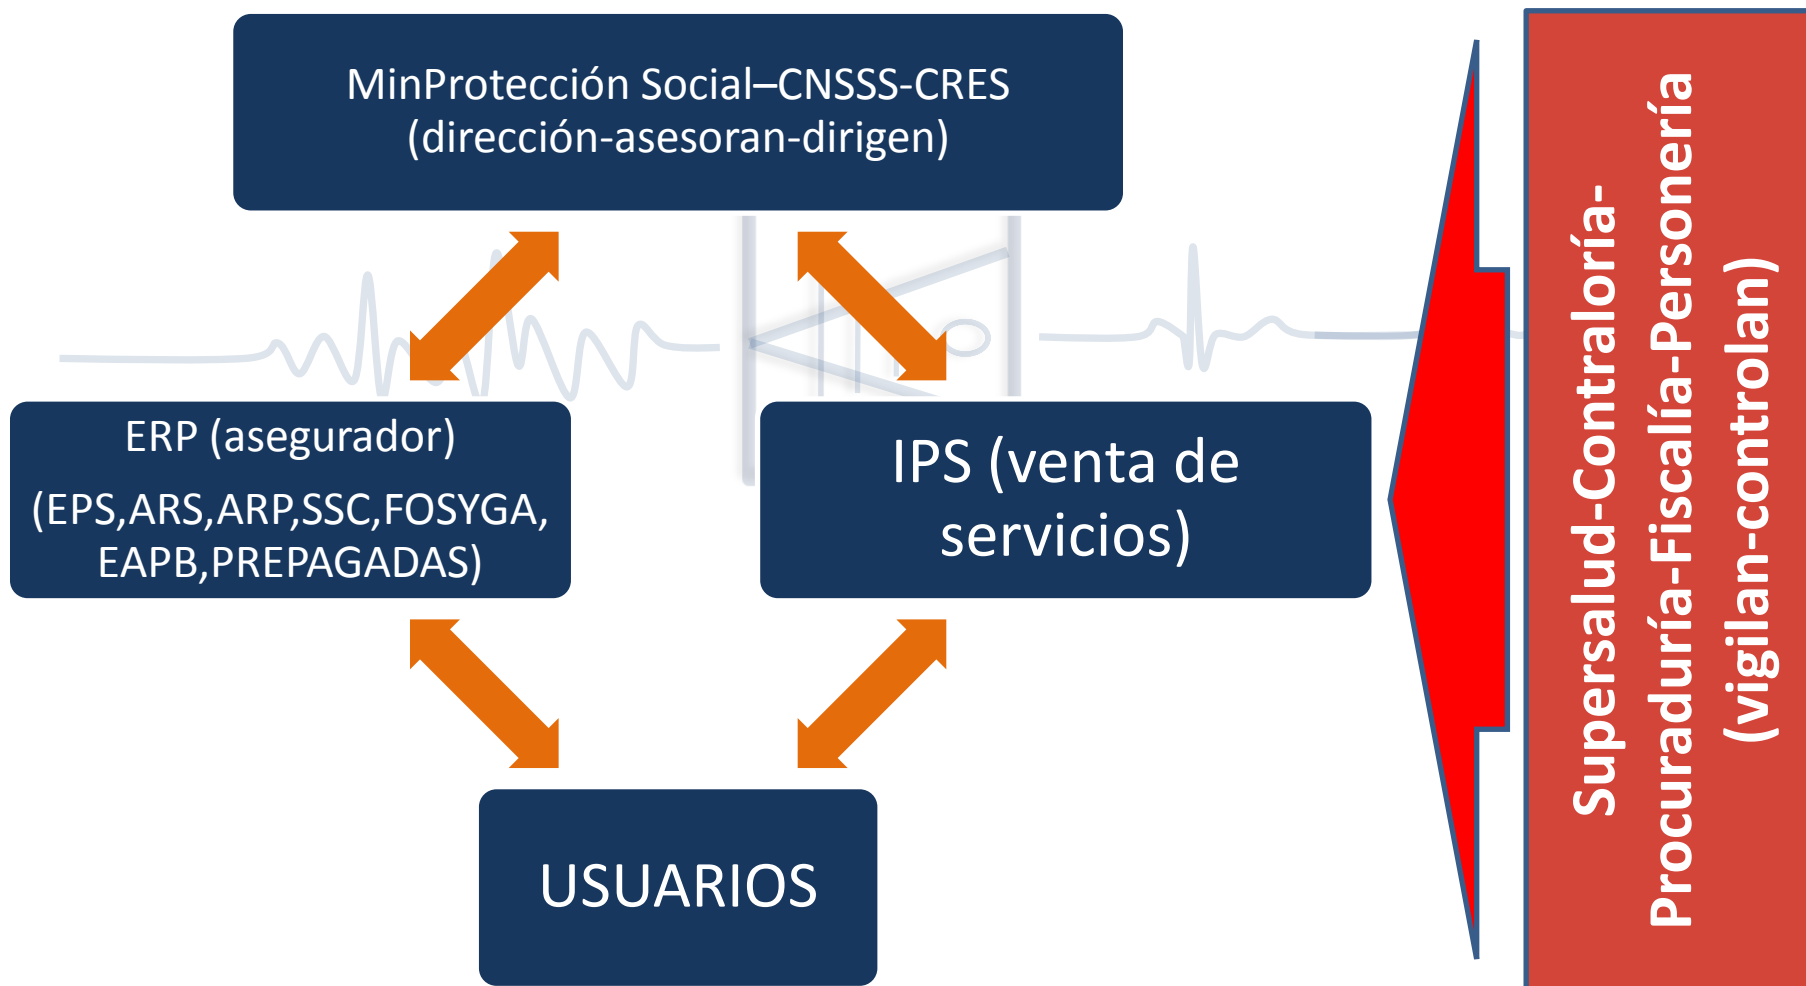 MinProtección Social–CNSSS-CRES
(dirección-asesoran-dirigen)
ERP (asegurador)
(EPS,ARS,ARP,SSC,FOSYGA,
EAPB,PREPAGADAS)
IPS (venta de
servicios)
USUARIOS
Supersalud-Contraloría-
Procuraduría-Fiscalía-Personería
(vigilan-controlan)